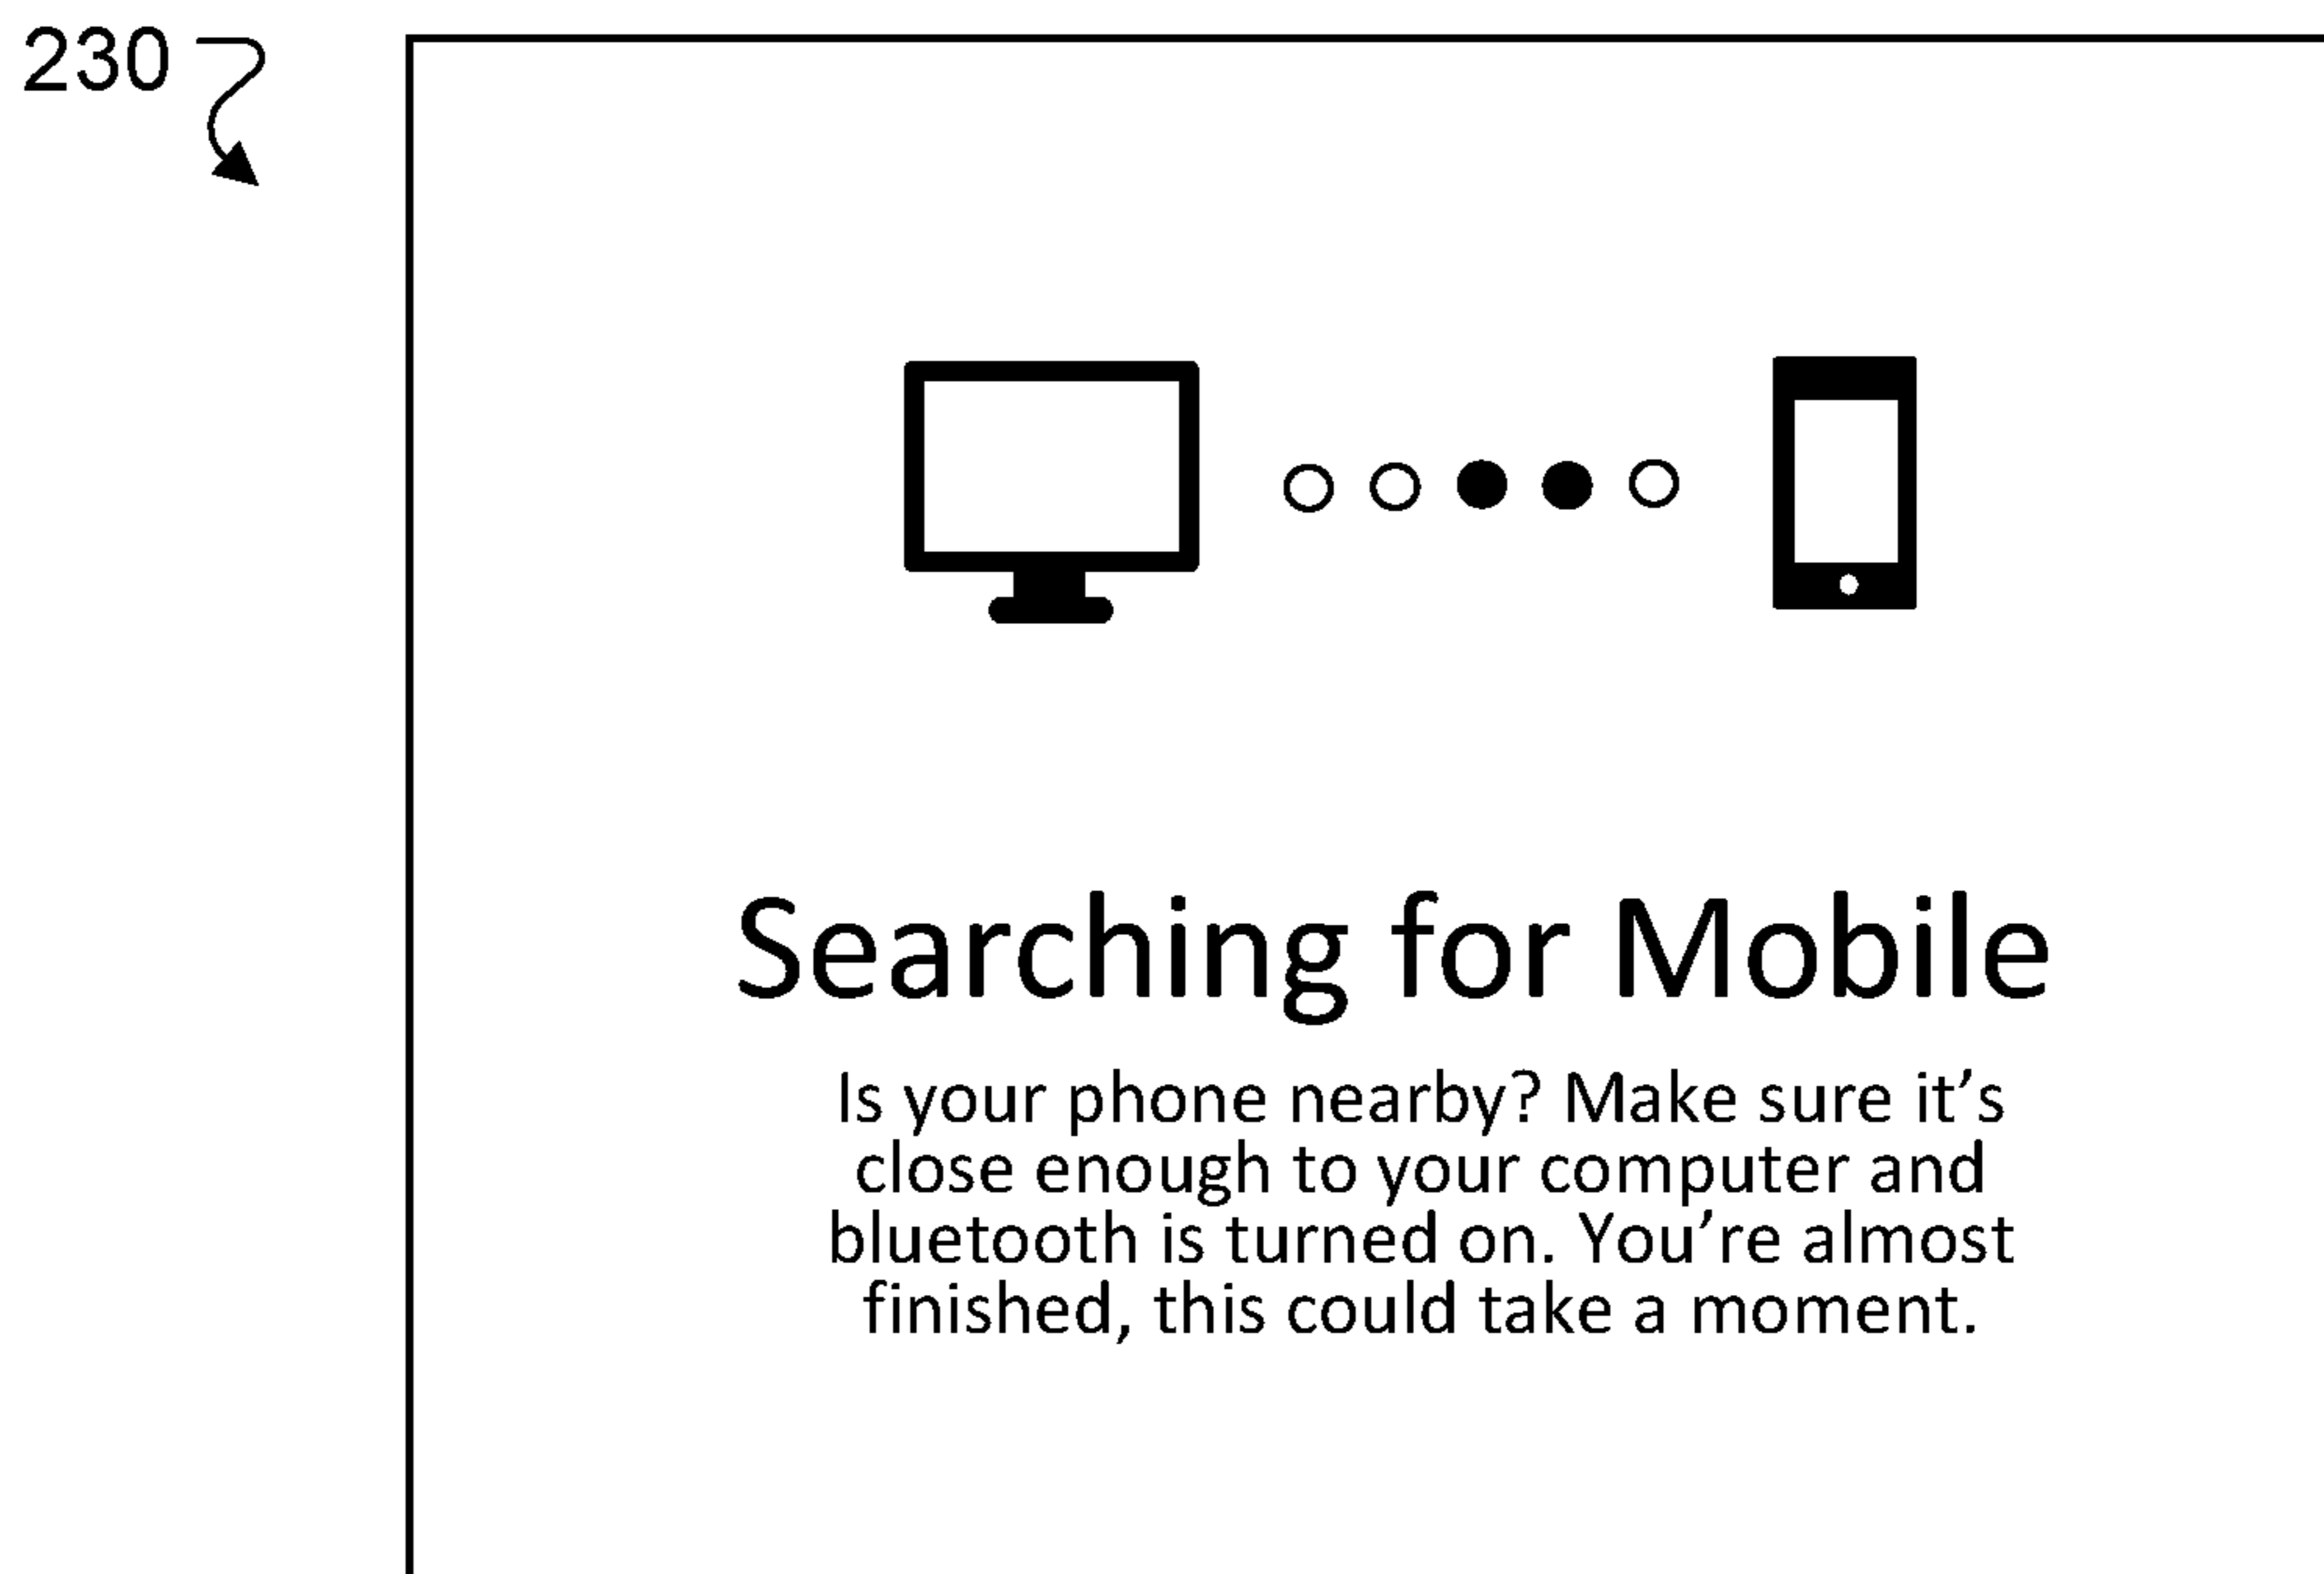 230
Searching for Mobile
Is your phone nearby? Make sure it’s
close enough to your computer and
bluetooth is turned on. You’re almost
finished, this could take a moment.